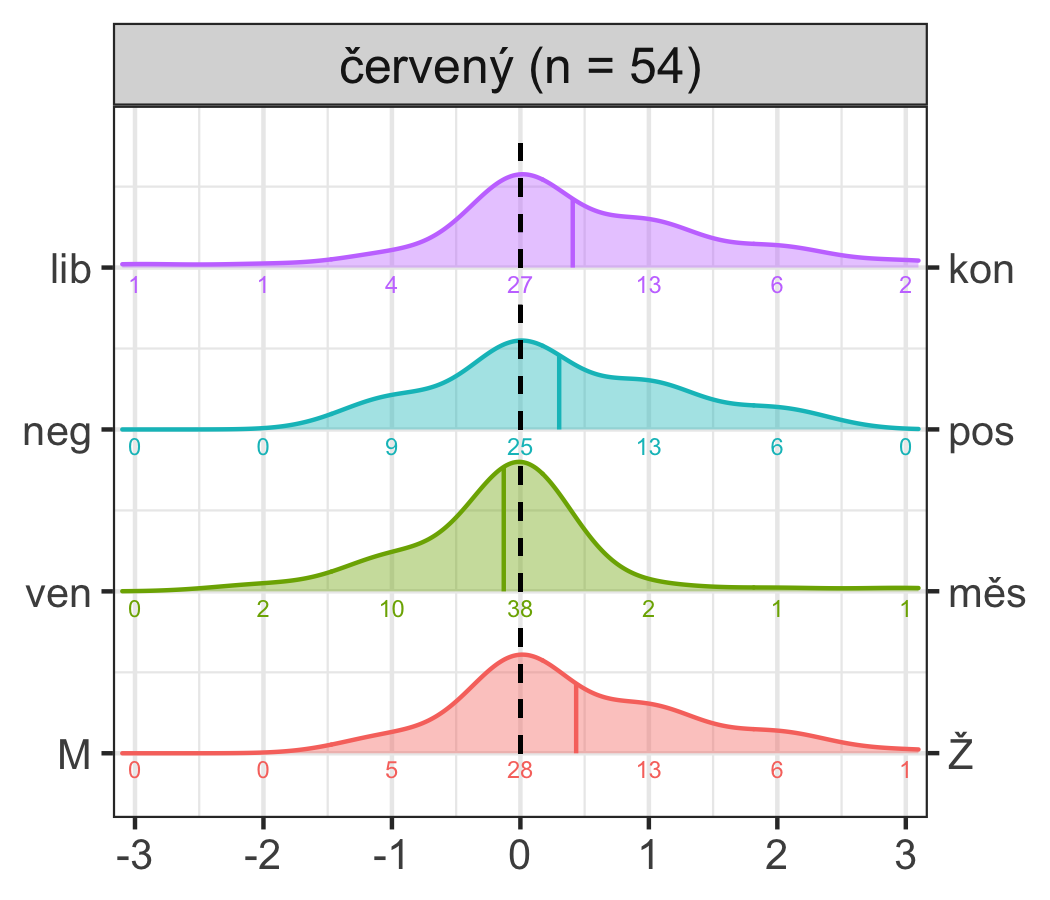 červený (n = 54)
lib kon
1 1 4 27 13 6 2
neg pos
0 0 9 25 13 6 0
ven měs
0 2 10 38 2 1 1
M Ž
0 0 5 28 13 6 1
-3 -2 -1 0 1 2 3